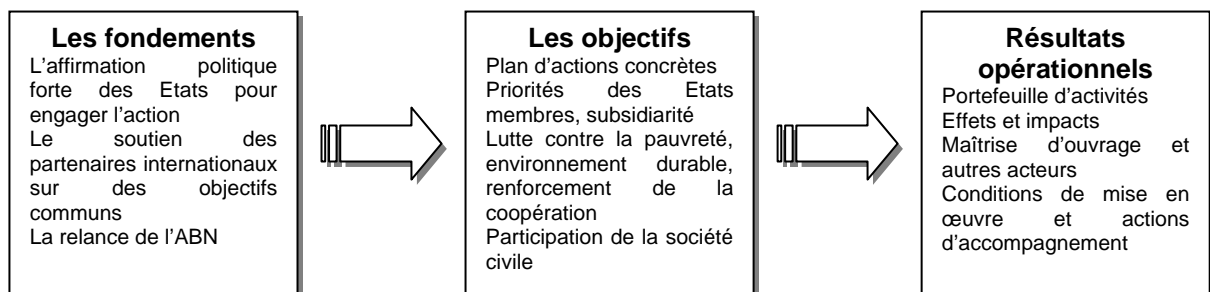 Les fondements
L'affirmation politique
forte des Etats pour
engager l'action
Le soutien des
partenaires internationaux
sur des objectifs
communs
La relance de l'ABN
Les objectifs
Plan d'actions concrètes
Priorités des Etats
membres, subsidiarité
Lutte contre la pauvreté,
environnement durable,
renforcement de la
coopération
Participation de la société
civile
Résultats
opérationnels
Portefeuille d'activités
Effets et impacts
Maîtrise d'ouvrage et
autres acteurs
Conditions de mise en
œuvre et actions
d'accompagnement